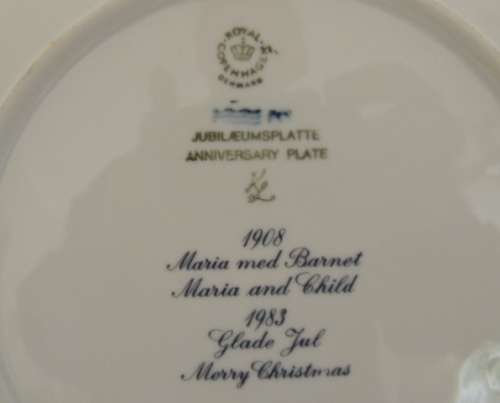 ROYAL
COPENHAGEN
DENMARK
JUBILÆUMSPLATTE
ANNIVERSARY PLATE
1908
Maria med Barnet
Maria and Child
1983
Glade Jul
Merry Christmas